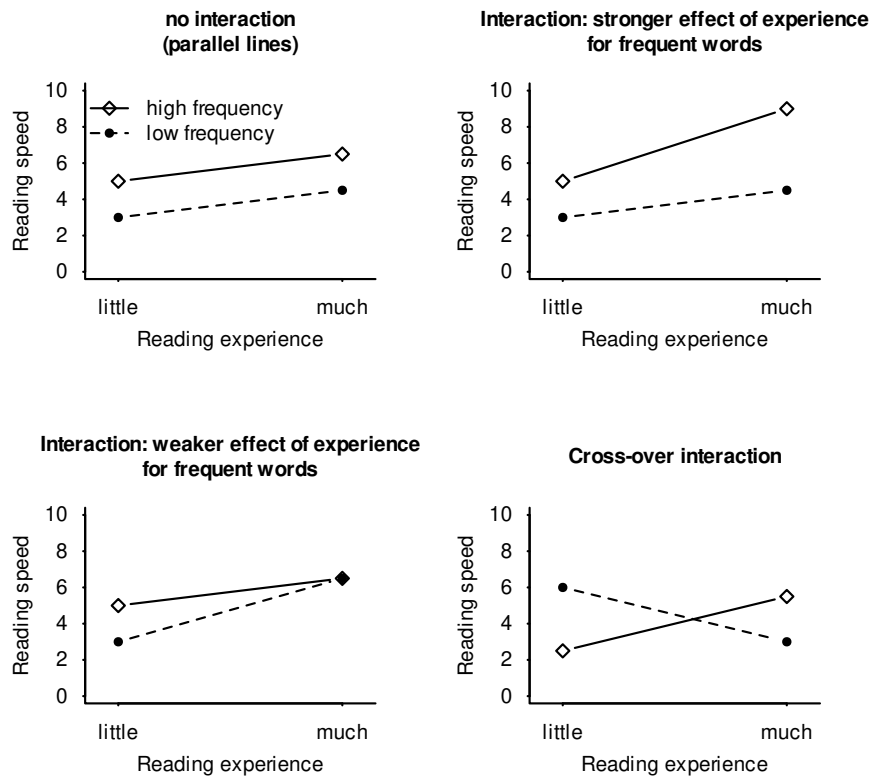 no interaction
(parallel lines)
10
8
6
4
2
0
Reading speed
high frequency
low frequency
little much
Reading experience
Interaction: stronger effect of experience
for frequent words
10
8
6
4
2
0
Reading speed
little much
Reading experience
Interaction: weaker effect of experience
for frequent words
10
8
6
4
2
0
Reading speed
little much
Reading experience
Cross-over interaction
10
8
6
4
2
0
Reading speed
little much
Reading experience